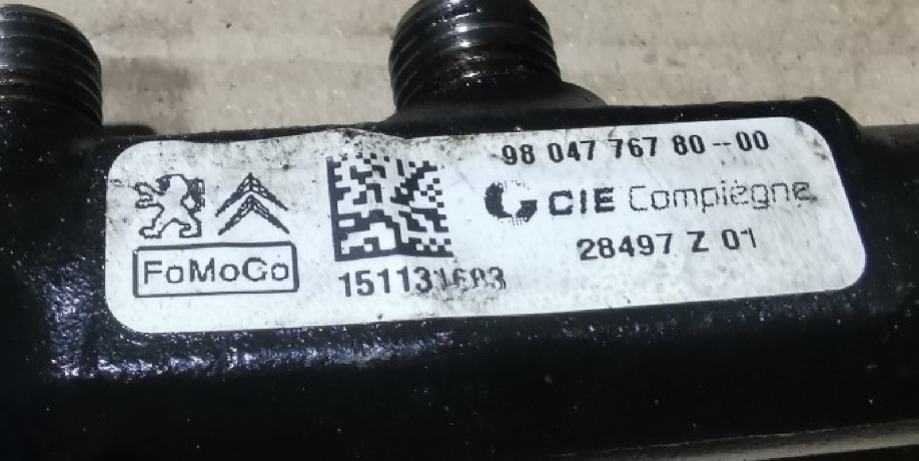 98 047 767 80--00
CIE Compiègne
28497 Z 01
FoMoCo
151131683